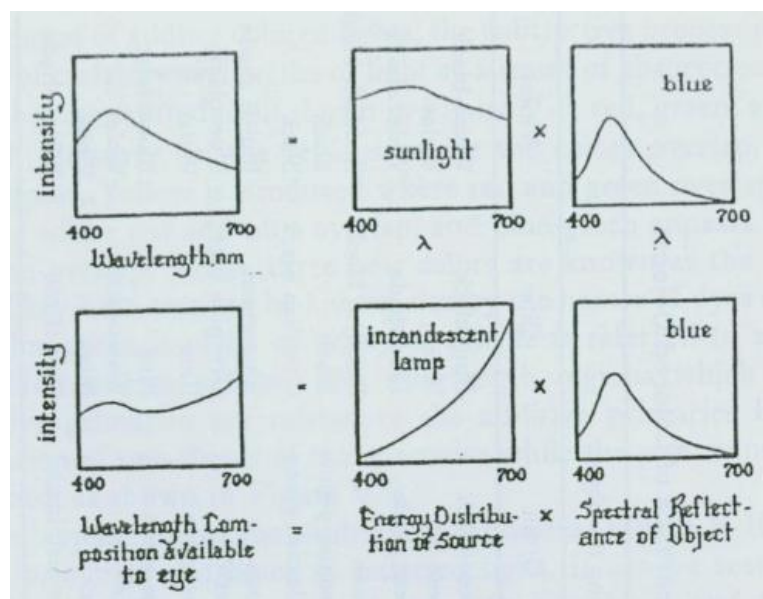 intensity
=
sunlight
×
blue
400
700
400
λ
700
400
λ
700
Wavelength, nm
intensity
=
incandescent
lamp
×
blue
400
700
400
700
400
700
Wavelength Com-
position available
to eye
=
Energy Distribu-
tion of Source
×
Spectral Reflect-
ance of Object